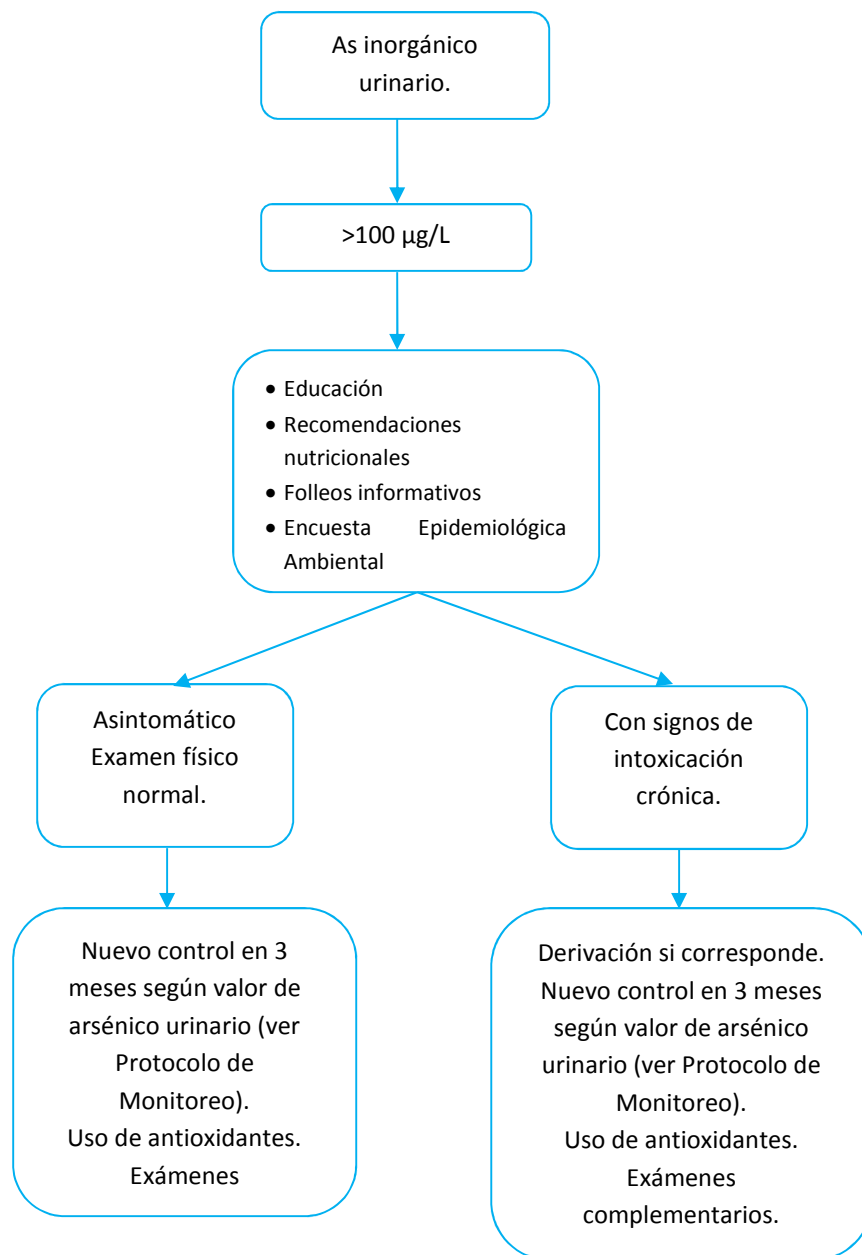 As inorgánico
urinario.
>100 µg/L
• Educación
• Recomendaciones
nutricionales
• Folleos informativos
• Encuesta Epidemiológica
Ambiental
Asintomático
Examen físico
normal.
Con signos de
intoxicación
crónica.
Nuevo control en 3
meses según valor de
arsénico urinario (ver
Protocolo de
Monitoreo).
Uso de antioxidantes.
Exámenes
Derivación si corresponde.
Nuevo control en 3 meses
según valor de arsénico
urinario (ver Protocolo de
Monitoreo).
Uso de antioxidantes.
Exámenes
complementarios.